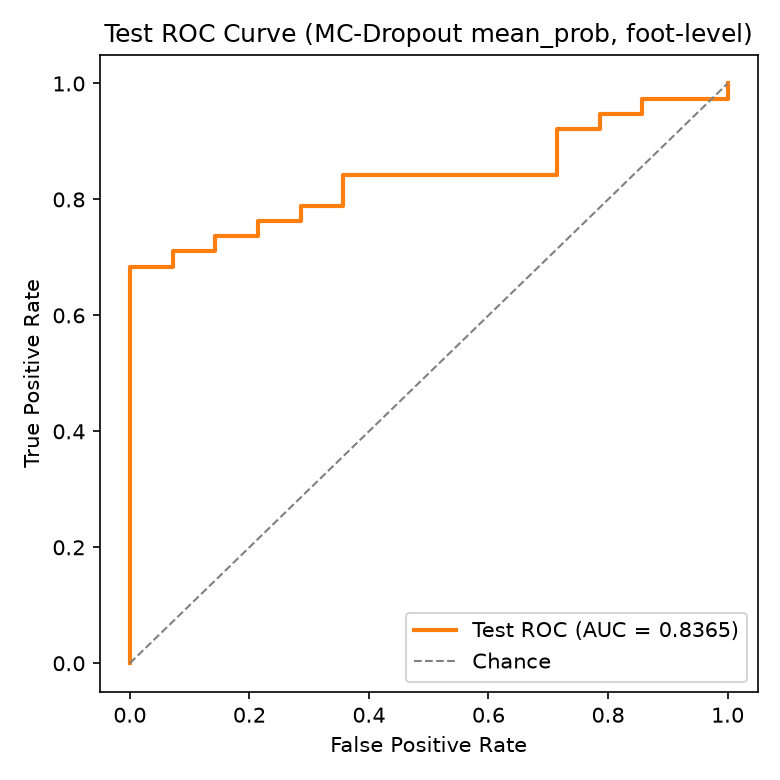 Test ROC Curve (MC-Dropout mean_prob, foot-level)
True Positive Rate
1.0
0.8
0.6
0.4
0.2
0.0
Test ROC (AUC = 0.8365)
Chance
0.0 0.2 0.4 0.6 0.8 1.0
False Positive Rate